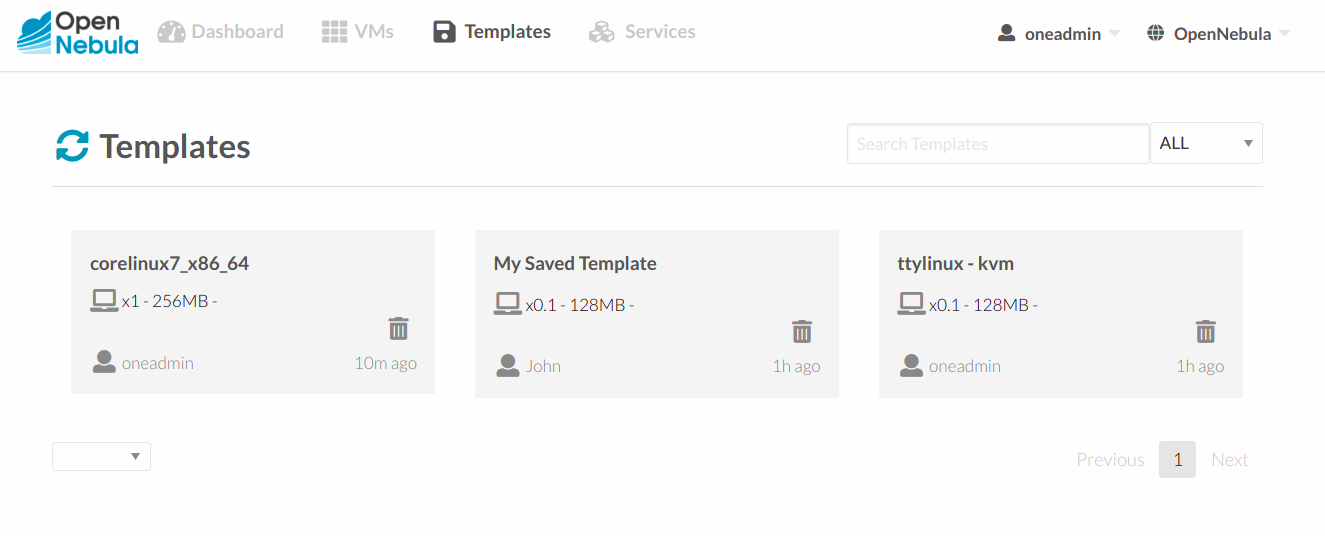 Open
Nebula
Dashboard
VMs
Templates
Services
oneadmin
OpenNebula
Templates
Search Templates
ALL
corelinux7_x86_64
x1 - 256MB -
oneadmin
10m ago
My Saved Template
x0.1 - 128MB -
John
1h ago
ttylinux - kvm
x0.1 - 128MB -
oneadmin
1h ago
Previous
1
Next